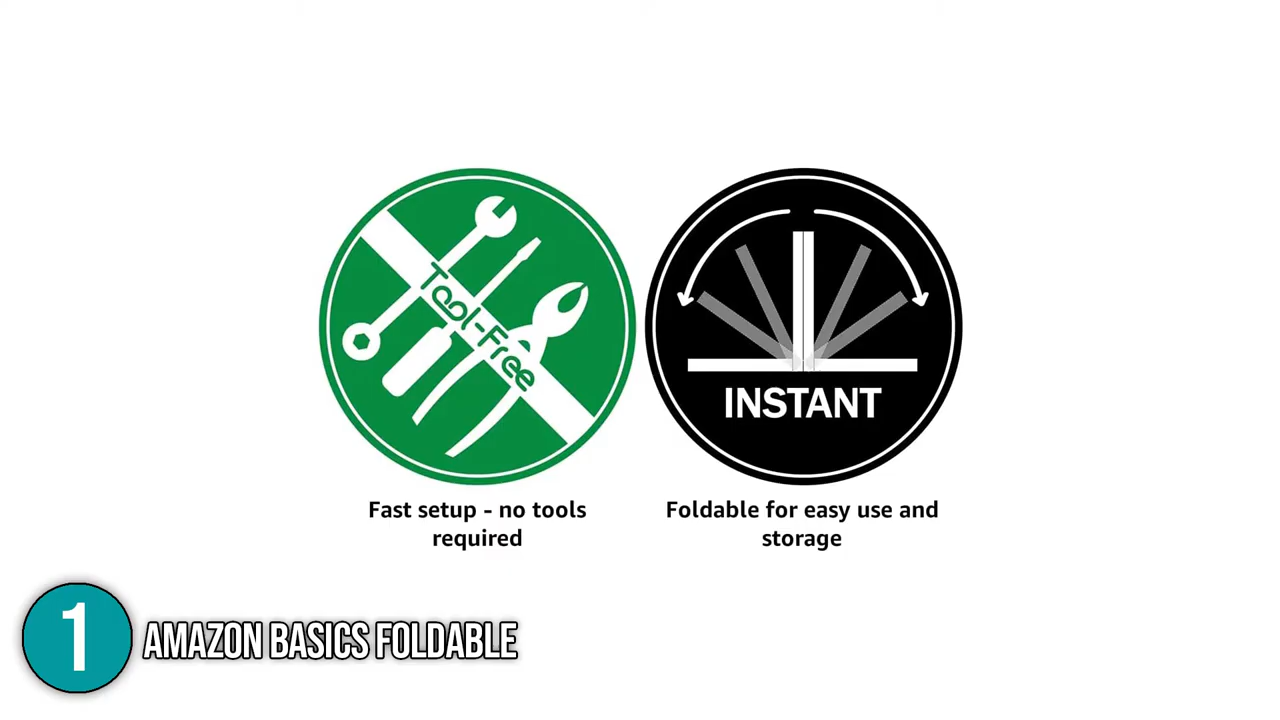 Tool-Free
INSTANT
Fast setup - no tools
required
Foldable for easy use and
storage
1
AMAZON BASICS FOLDABLE